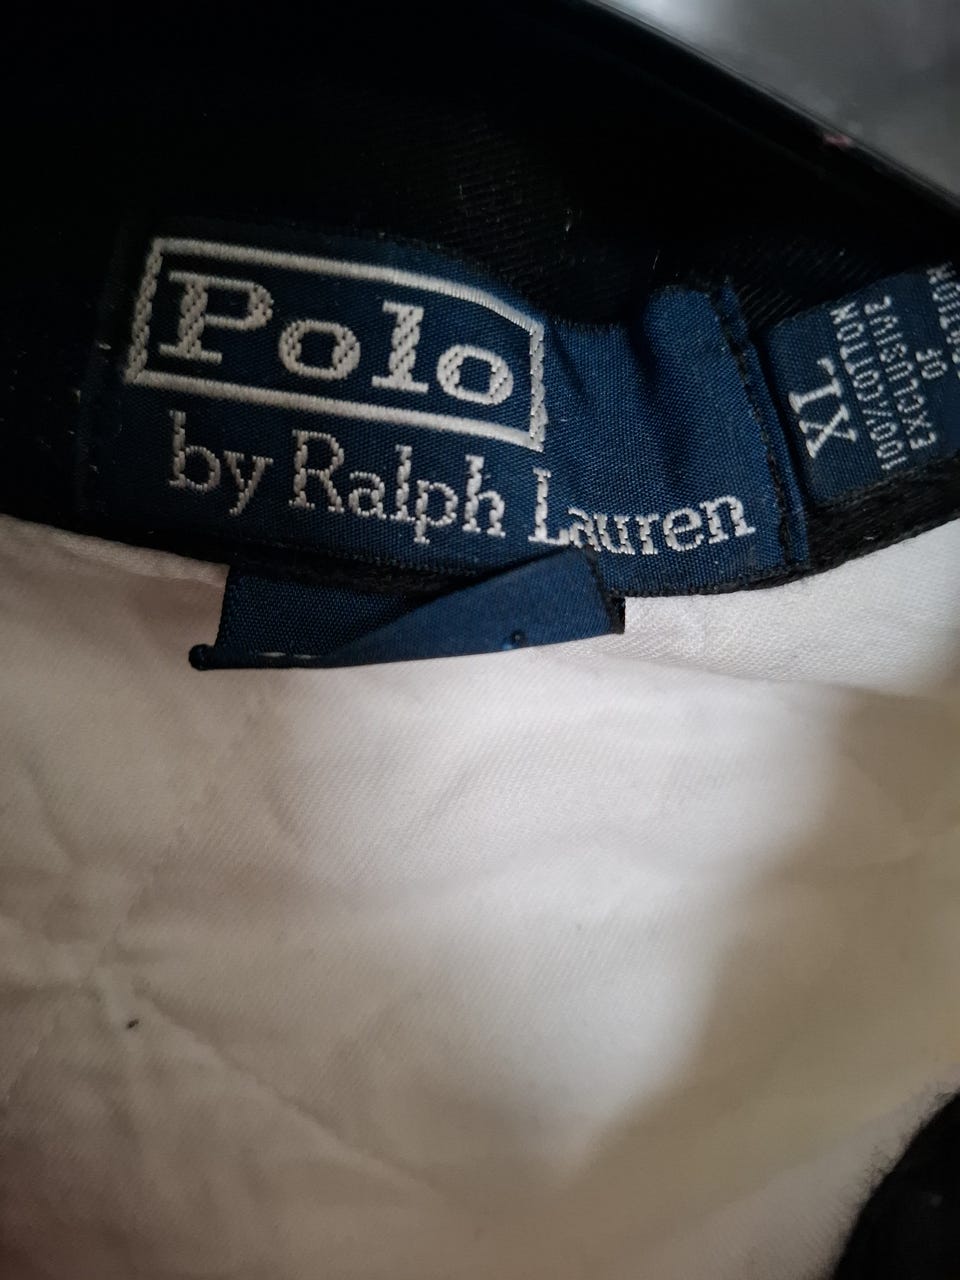 Polo
by Ralph Lauren
XL
100% COTTON
EXCLUSIVE
OF